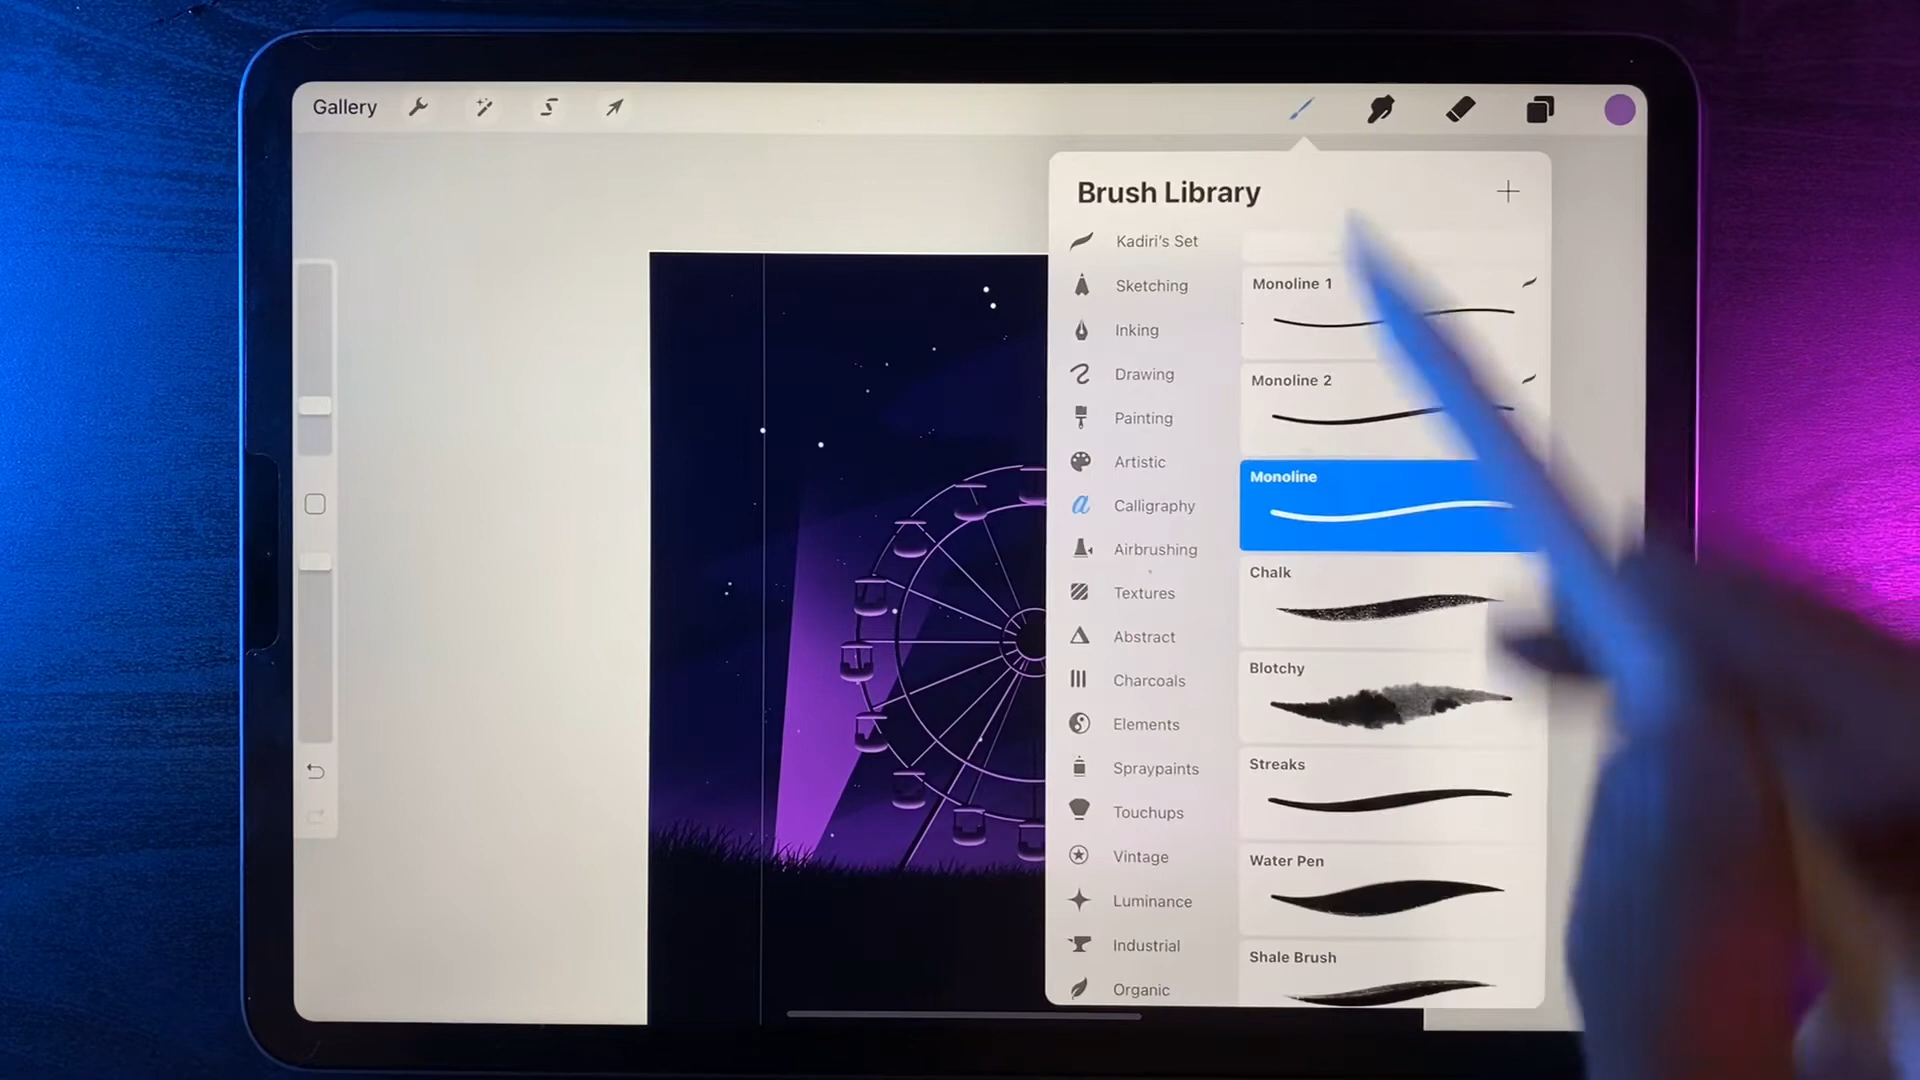 Gallery
Brush Library
Kadiri's Set
Sketching
Inking
Drawing
Painting
Artistic
Calligraphy
Airbrushing
Textures
Abstract
Charcoals
Elements
Spraypaints
Touchups
Vintage
Luminance
Industrial
Organic
Monoline 1
Monoline 2
Monoline
Chalk
Blotchy
Streaks
Water Pen
Shale Brush